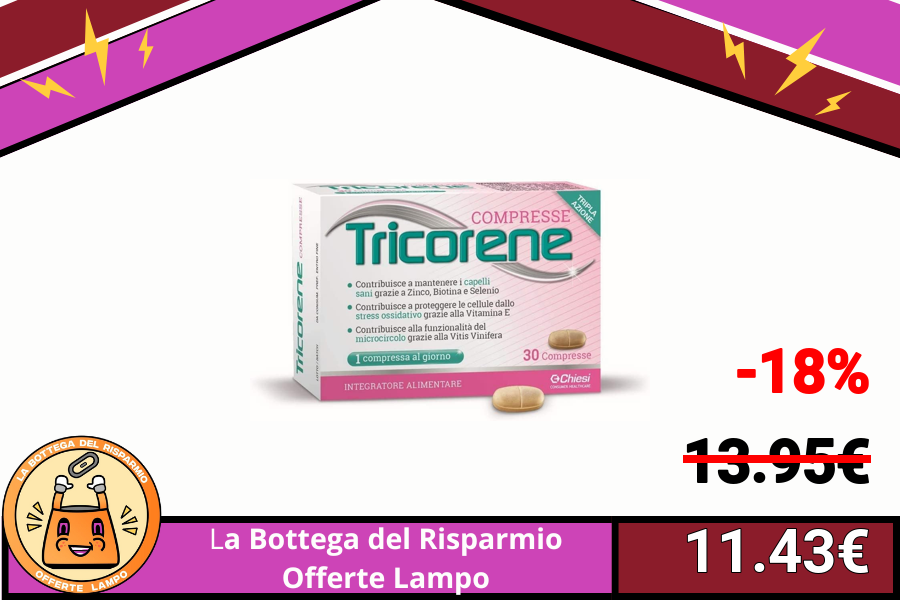 Tricorene
COMPRESSE
TRIPLA
AZIONE
Tricorene
Contribuisce a mantenere i capelli
sani grazie a Zinco, Biotina e Selenio
Contribuisce a proteggere le cellule dallo
stress ossidativo grazie alla Vitamina E
Contribuisce alla funzionalità del
microcircolo grazie alla Vitis Vinifera
1 compressa al giorno
30 Compresse
INTEGRATORE ALIMENTARE
Chiesi
CONSUMER HEALTHCARE
Tricorene COMPRESSE
-18%
13.95€
11.43€
LA BOTTEGA DEL RISPARMIO
OFFERTE LAMPO
La Bottega del Risparmio
Offerte Lampo